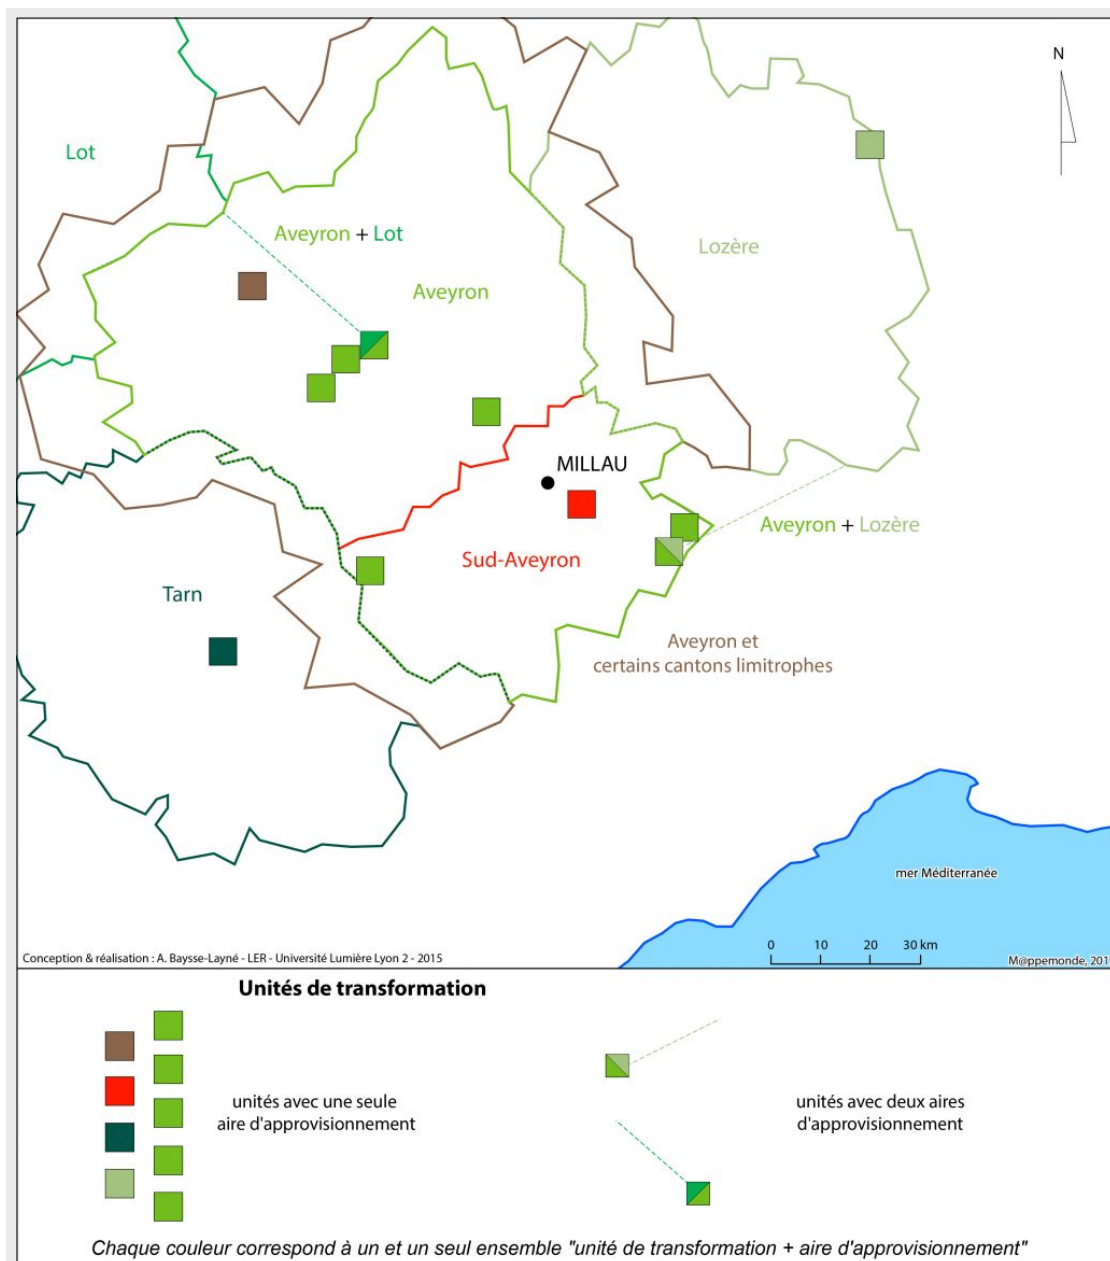 N
Lot
Aveyron + Lot
Lozère
Aveyron
MILLAU
Aveyron + Lozère
Sud-Aveyron
Tarn
Aveyron et
certains cantons limitrophes
mer Méditerranée
0 10 20 30 km
Conception & réalisation : A. Baysse-Layné - LER - Université Lumière Lyon 2 - 2015
M@ppemonde, 201
Unités de transformation
unités avec une seule
aire d'approvisionnement
unités avec deux aires
d'approvisionnement
Chaque couleur correspond à un et un seul ensemble "unité de transformation + aire d'approvisionnement"